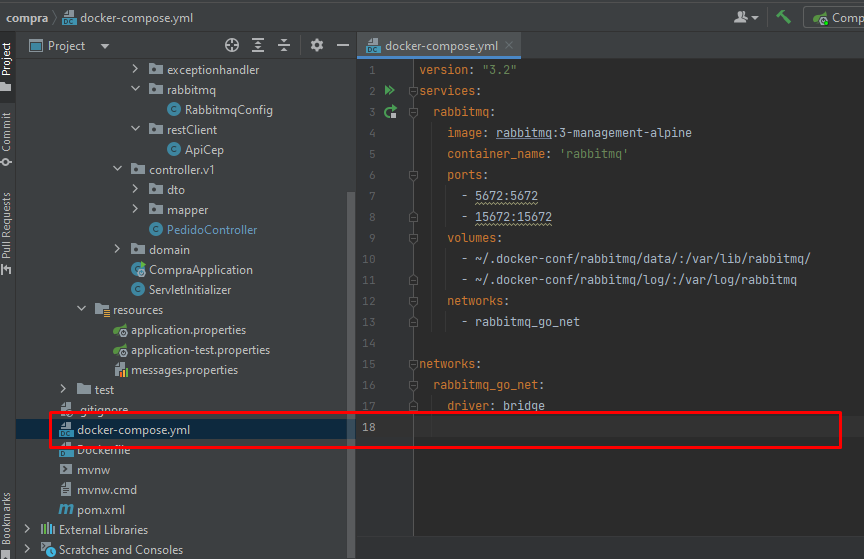 compra
docker-compose.yml
Comp
Project
Commit
Pull Requests
Bookmarks
Project
exceptionhandler
rabbitmq
RabbitmqConfig
restClient
ApiCep
controller.v1
dto
mapper
PedidoController
domain
CompraApplication
ServletInitializer
resources
application.properties
application-test.properties
messages.properties
test
.gitignore
docker-compose.yml
Dockerfile
mvnw
mvnw.cmd
pom.xml
External Libraries
Scratches and Consoles
docker-compose.yml
1 version: "3.2"
2 services:
3 rabbitmq:
4 image: rabbitmq:3-management-alpine
5 container_name: 'rabbitmq'
6 ports:
7 - 5672:5672
8 - 15672:15672
9 volumes:
10 - ~/.docker-conf/rabbitmq/data/:/var/lib/rabbitmq/
11 - ~/.docker-conf/rabbitmq/log/:/var/log/rabbitmq
12 networks:
13 - rabbitmq_go_net
14
15 networks:
16 rabbitmq_go_net:
17 driver: bridge
18